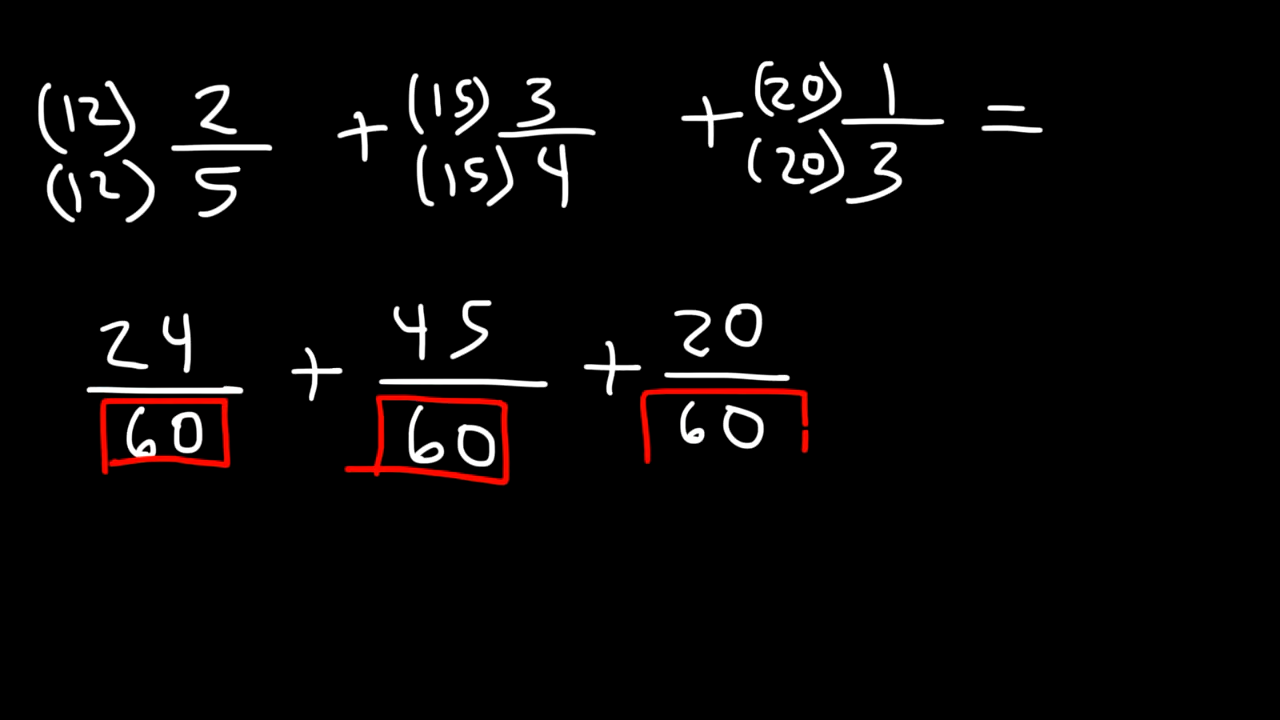 (12) 2 + (15) 3 + (20) 1 =
(12) 5 (15) 4 (20) 3
24 + 45 + 20
60 60 60